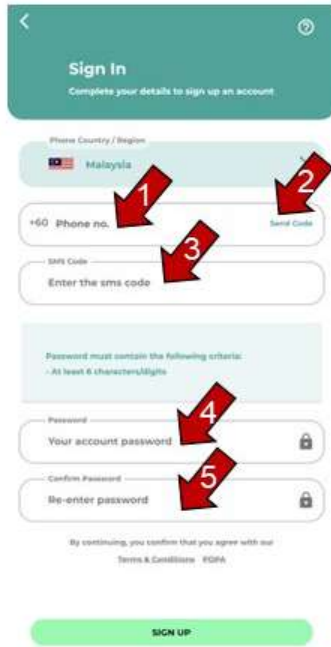 Sign In
Complete your details to sign up an account
Phone Country / Region
Malaysia
1
2
+60 Phone no.
Send Code
3
SMS Code
Enter the sms code
Password must contain the following criteria:
- At least 6 characters/digits
4
Password
Your account password
5
Confirm Password
Re-enter password
By continuing, you confirm that you agree with our
Terms & Conditions PDPA
SIGN UP